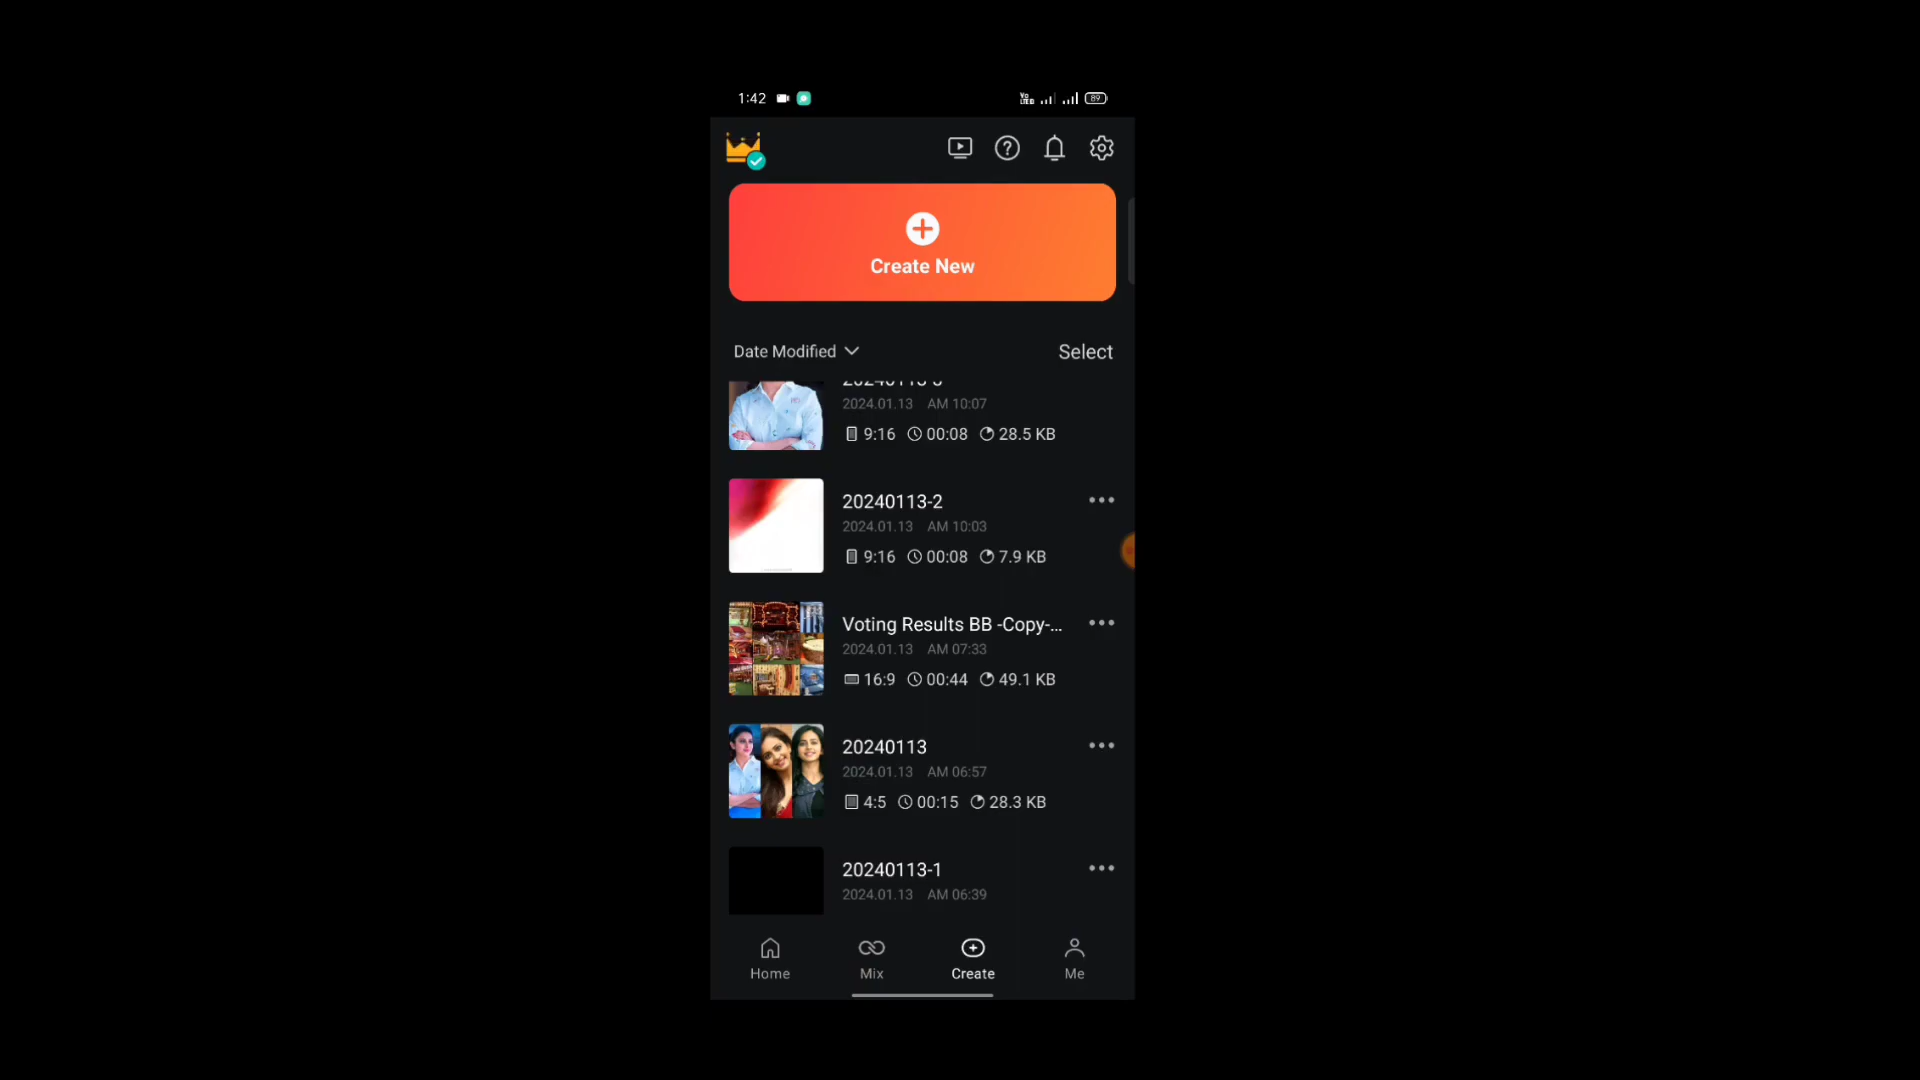 1:42 89
Create New
Date Modified Select
20240113-3
2024.01.13 AM 10:07
9:16 00:08 28.5 KB
20240113-2
2024.01.13 AM 10:03
9:16 00:08 7.9 KB
Voting Results BB -Copy-...
2024.01.13 AM 07:33
16:9 00:44 49.1 KB
20240113
2024.01.13 AM 06:57
4:5 00:15 28.3 KB
20240113-1
2024.01.13 AM 06:39
Home Mix Create Me